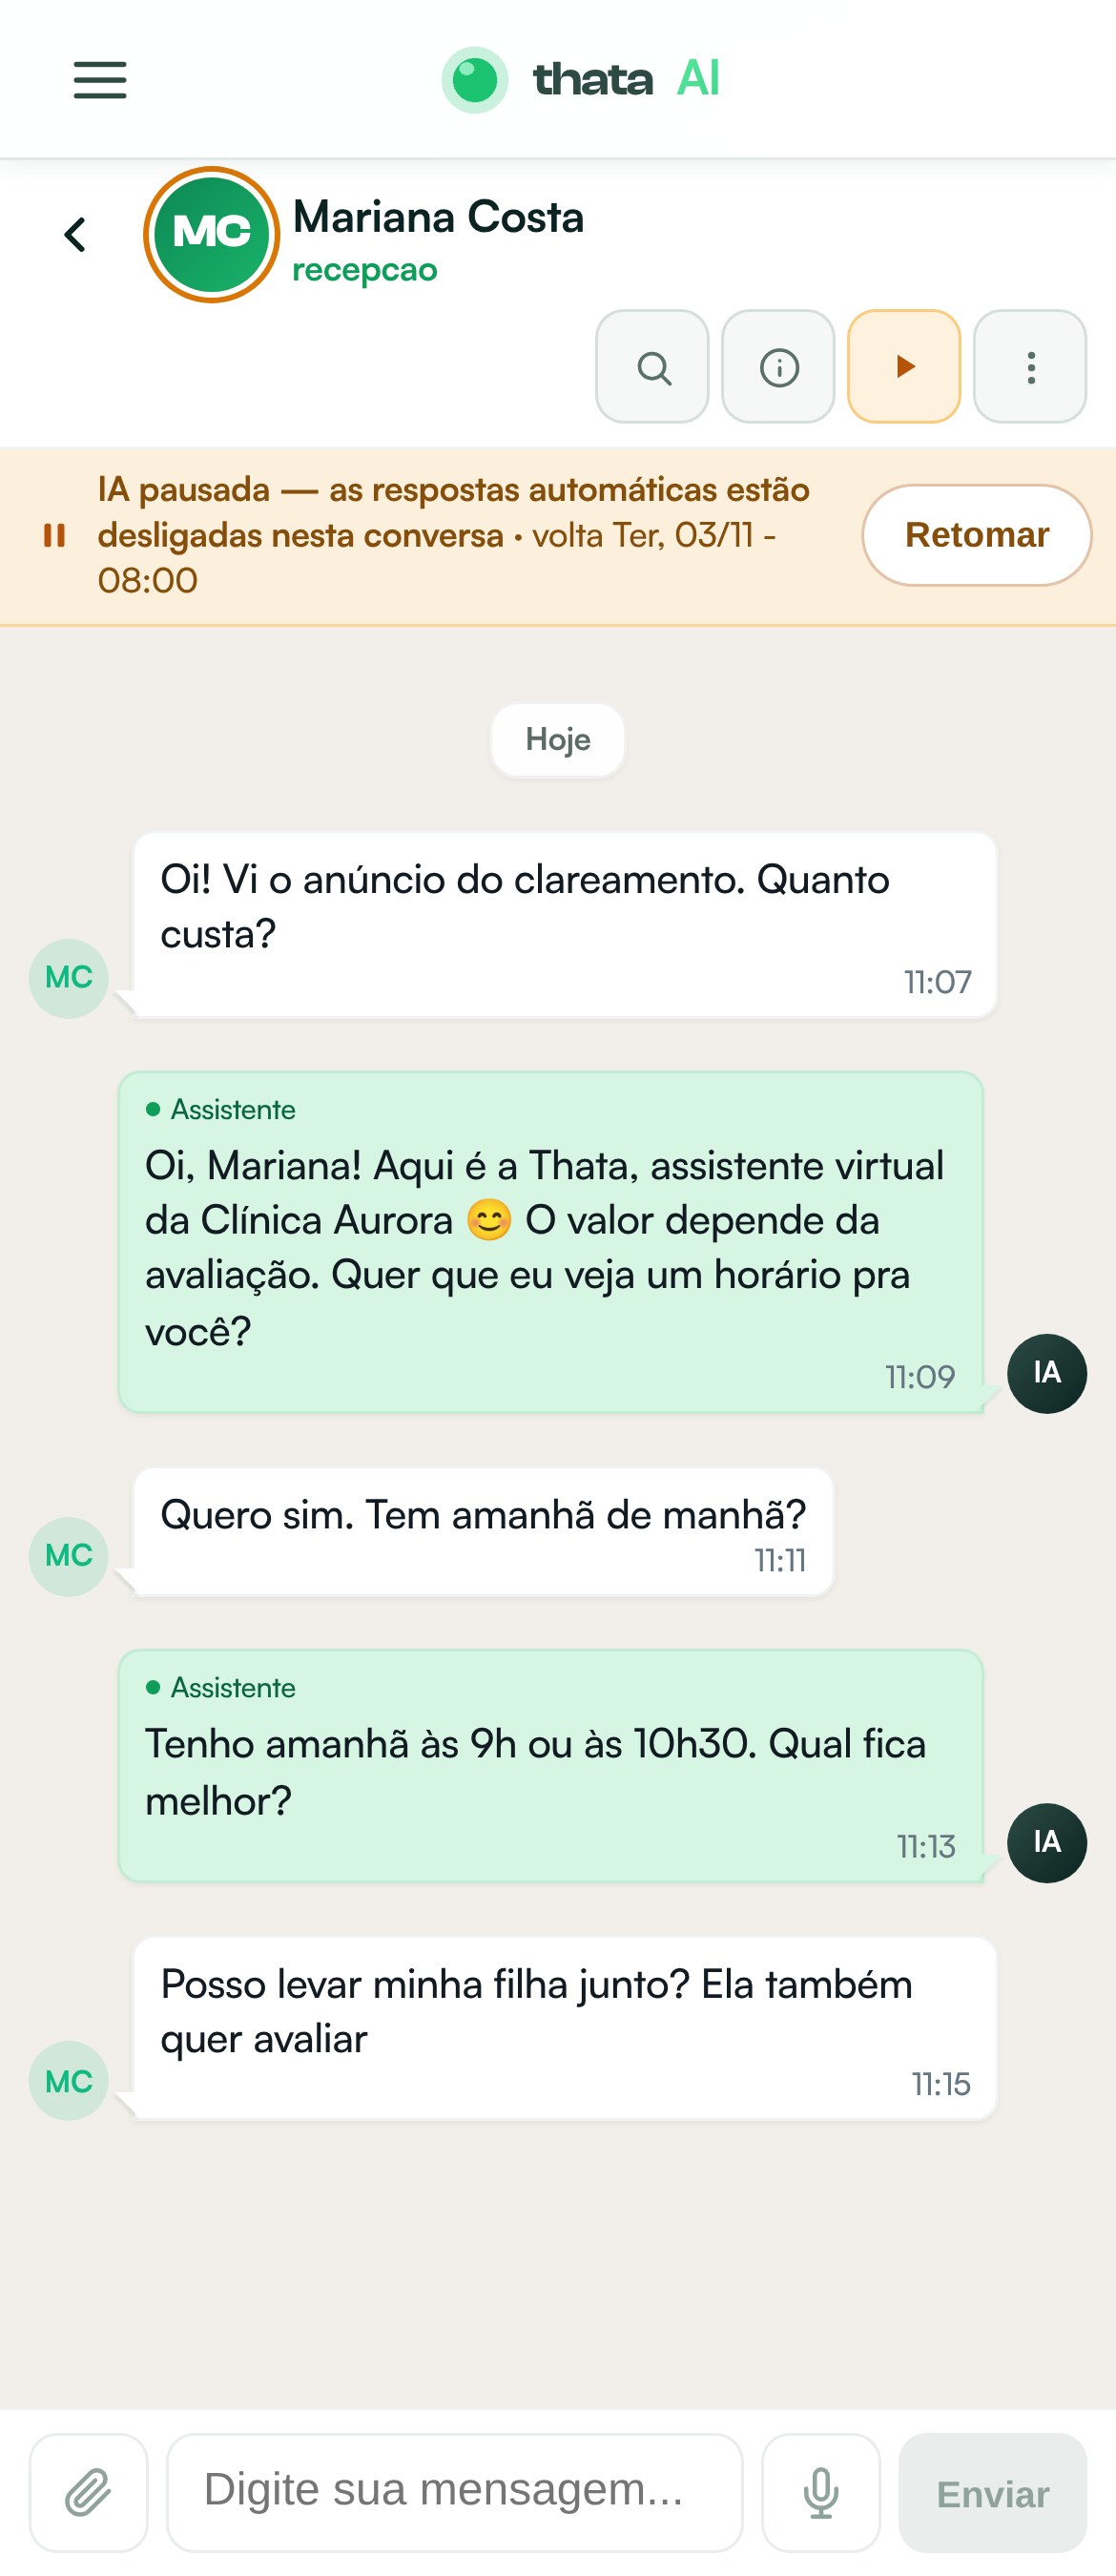 thata AI
MC
Mariana Costa
recepcao
IA pausada — as respostas automáticas estão
desligadas nesta conversa · volta Ter, 03/11 -
08:00
Retomar
Hoje
Oi! Vi o anúncio do clareamento. Quanto
custa?
11:07
MC
Assistente
Oi, Mariana! Aqui é a Thata, assistente virtual
da Clínica Aurora 😊 O valor depende da
avaliação. Quer que eu veja um horário pra
você?
11:09
IA
Quero sim. Tem amanhã de manhã?
11:11
MC
Assistente
Tenho amanhã às 9h ou às 10h30. Qual fica
melhor?
11:13
IA
Posso levar minha filha junto? Ela também
quer avaliar
11:15
MC
Digite sua mensagem...
Enviar